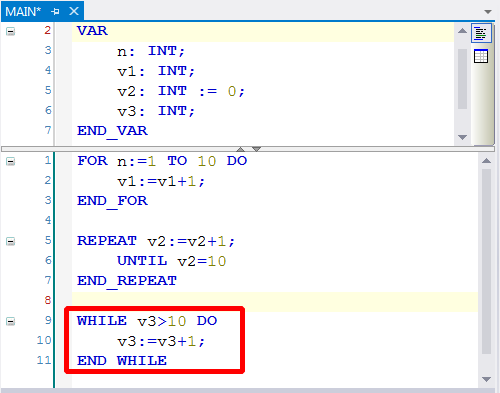 MAIN*
2 VAR
3 n: INT;
4 v1: INT;
5 v2: INT := 0;
6 v3: INT;
7 END_VAR
1 FOR n:=1 TO 10 DO
2 v1:=v1+1;
3 END_FOR
4
5 REPEAT v2:=v2+1;
6 UNTIL v2=10
7 END_REPEAT
8
9 WHILE v3>10 DO
10 v3:=v3+1;
11 END_WHILE